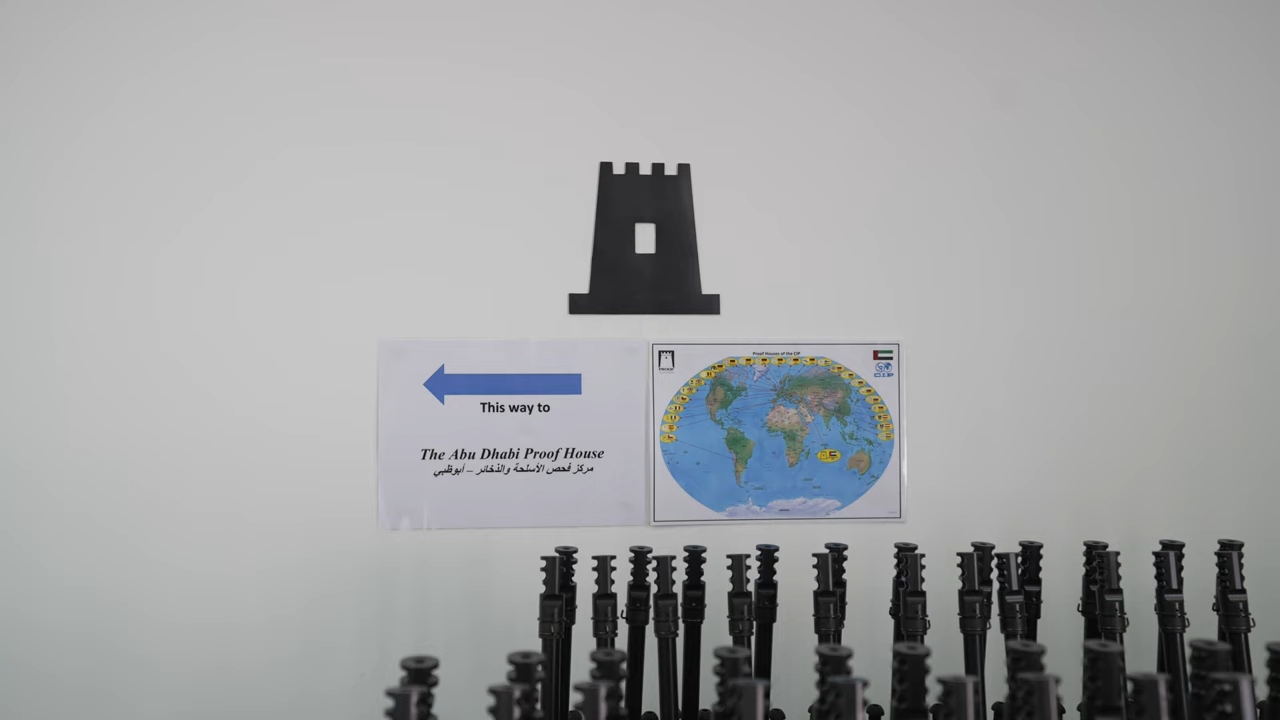 This way to
The Abu Dhabi Proof House
مركز فحص الأسلحة والذخائر – أبوظبي
Proof Houses of the CIP